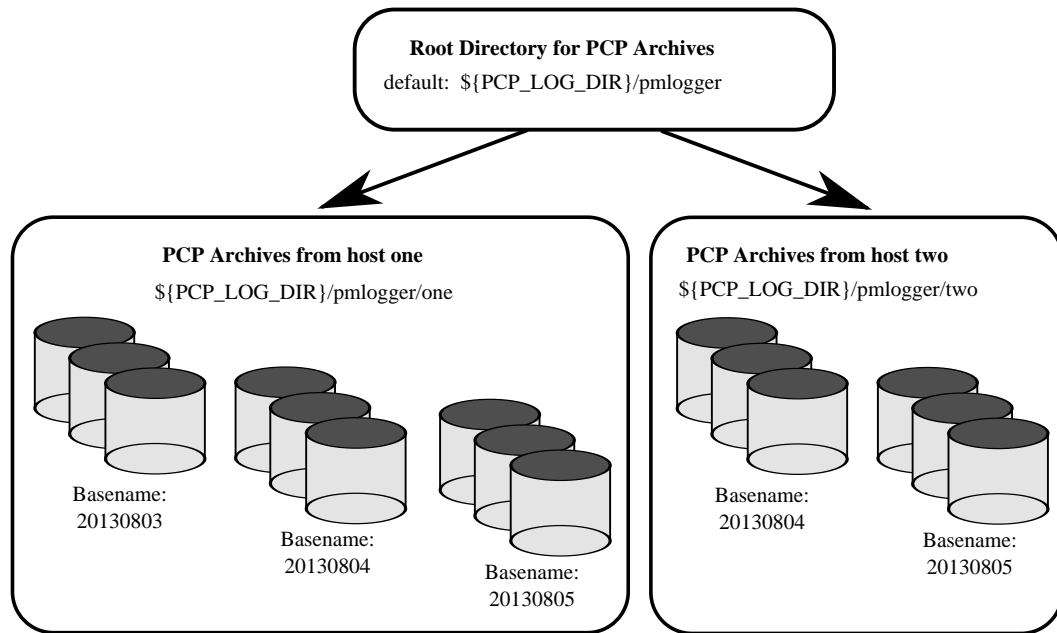 Root Directory for PCP Archives
default: ${PCP_LOG_DIR}/pmlogger
PCP Archives from host one
${PCP_LOG_DIR}/pmlogger/one
Basename:
20130803
Basename:
20130804
Basename:
20130805
PCP Archives from host two
${PCP_LOG_DIR}/pmlogger/two
Basename:
20130804
Basename:
20130805